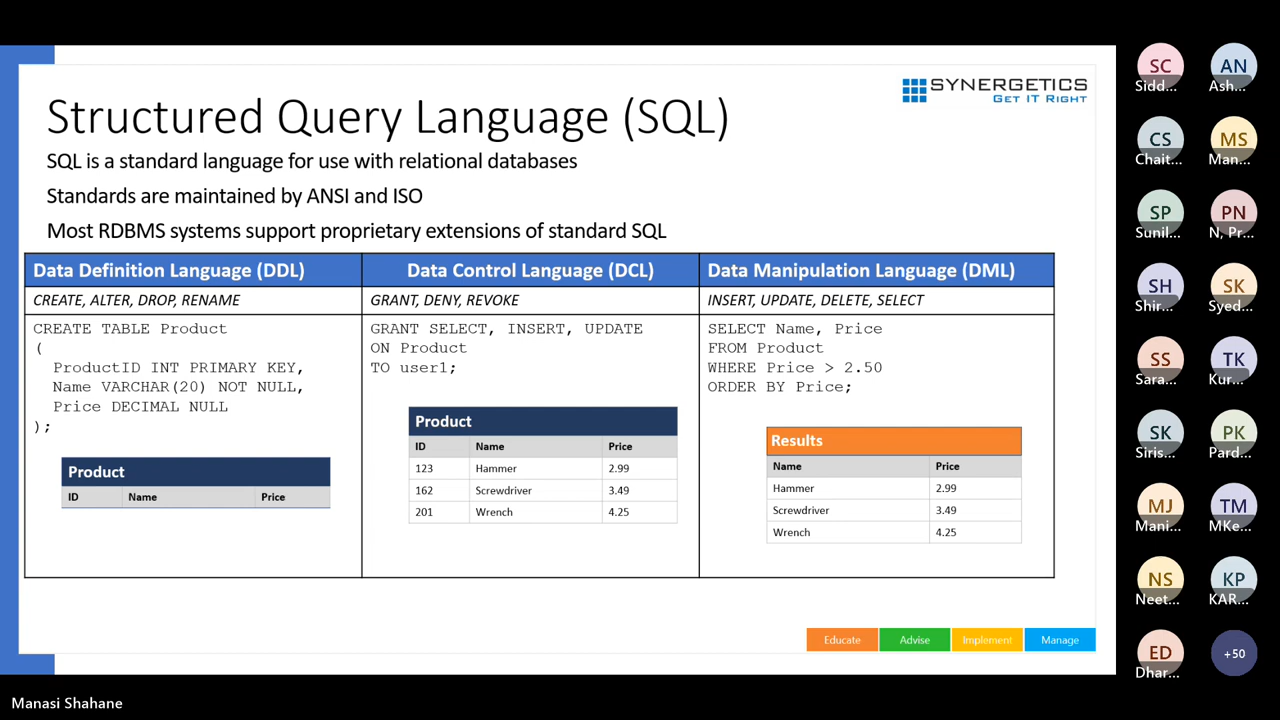 SYNERGETICS
GET IT RIGHT
Structured Query Language (SQL)
SQL is a standard language for use with relational databases
Standards are maintained by ANSI and ISO
Most RDBMS systems support proprietary extensions of standard SQL
Data Definition Language (DDL)
CREATE, ALTER, DROP, RENAME
CREATE TABLE Product
(
ProductID INT PRIMARY KEY,
Name VARCHAR(20) NOT NULL,
Price DECIMAL NULL
);
Product
ID Name Price
Data Control Language (DCL)
GRANT, DENY, REVOKE
GRANT SELECT, INSERT, UPDATE
ON Product
TO user1;
Product
ID Name Price
123 Hammer 2.99
162 Screwdriver 3.49
201 Wrench 4.25
Data Manipulation Language (DML)
INSERT, UPDATE, DELETE, SELECT
SELECT Name, Price
FROM Product
WHERE Price > 2.50
ORDER BY Price;
Results
Name Price
Hammer 2.99
Screwdriver 3.49
Wrench 4.25
Educate Advise Implement Manage
SC AN
Sidd... Ash...
CS MS
Chait... Man...
SP PN
Sunil... N, Pr...
SH SK
Shir... Syed...
SS TK
Sara... Kur...
SK PK
Siris... Pard...
MJ TM
Mani... MKe...
NS KP
Neet... KAR...
ED +50
Dhar...
Manasi Shahane